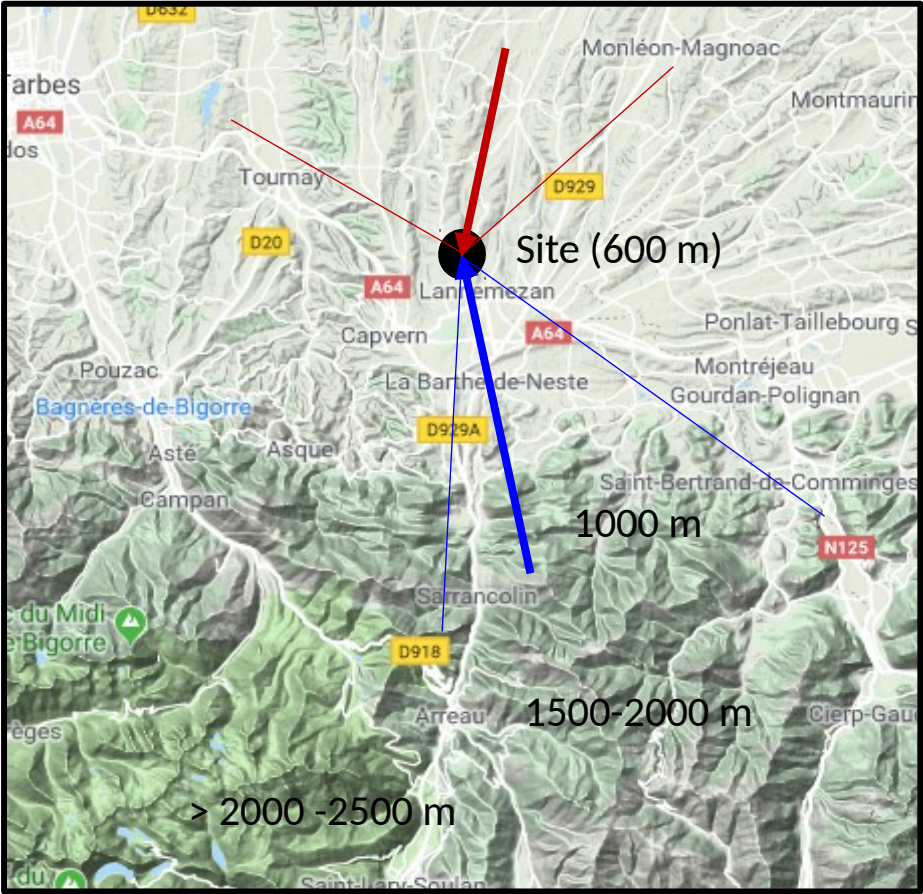 D632
Monléon-Magnoac
Tarbes
Montmaurin
A64
dos
Tournay
D929
D20
Site (600 m)
A64
Lannemezan
Ponlat-Taillebourg S
A64
Capvern
Montréjeau
Pouzac
La Barthe-de-Neste
Gourdan-Polignan
Bagnères-de-Bigorre
D929A
Asté
Asque
Saint-Bertrand-de-Comminges
Campan
1000 m
N125
Sarrancolin
c du Midi
e Bigorre
D918
Arreau
1500-2000 m
Cierp-Gau
èges
> 2000 -2500 m
du
Saint-Lary-Soulan